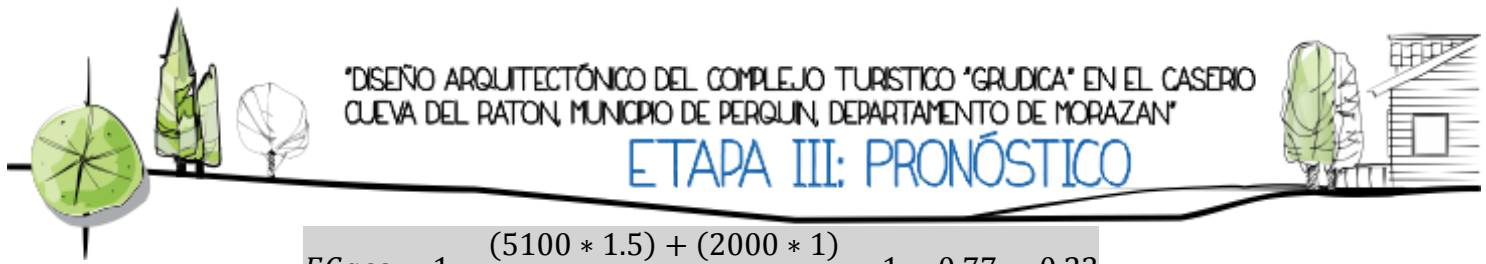 "DISEÑO ARQUITECTÓNICO DEL COMPLEJO TURISTICO "GRUDICA" EN EL CASERIO
CUEVA DEL RATON, MUNICIPIO DE PERQUIN, DEPARTAMENTO DE MORAZAN"
ETAPA III: PRONÓSTICO
(5100 * 1.5) + (2000 * 1)